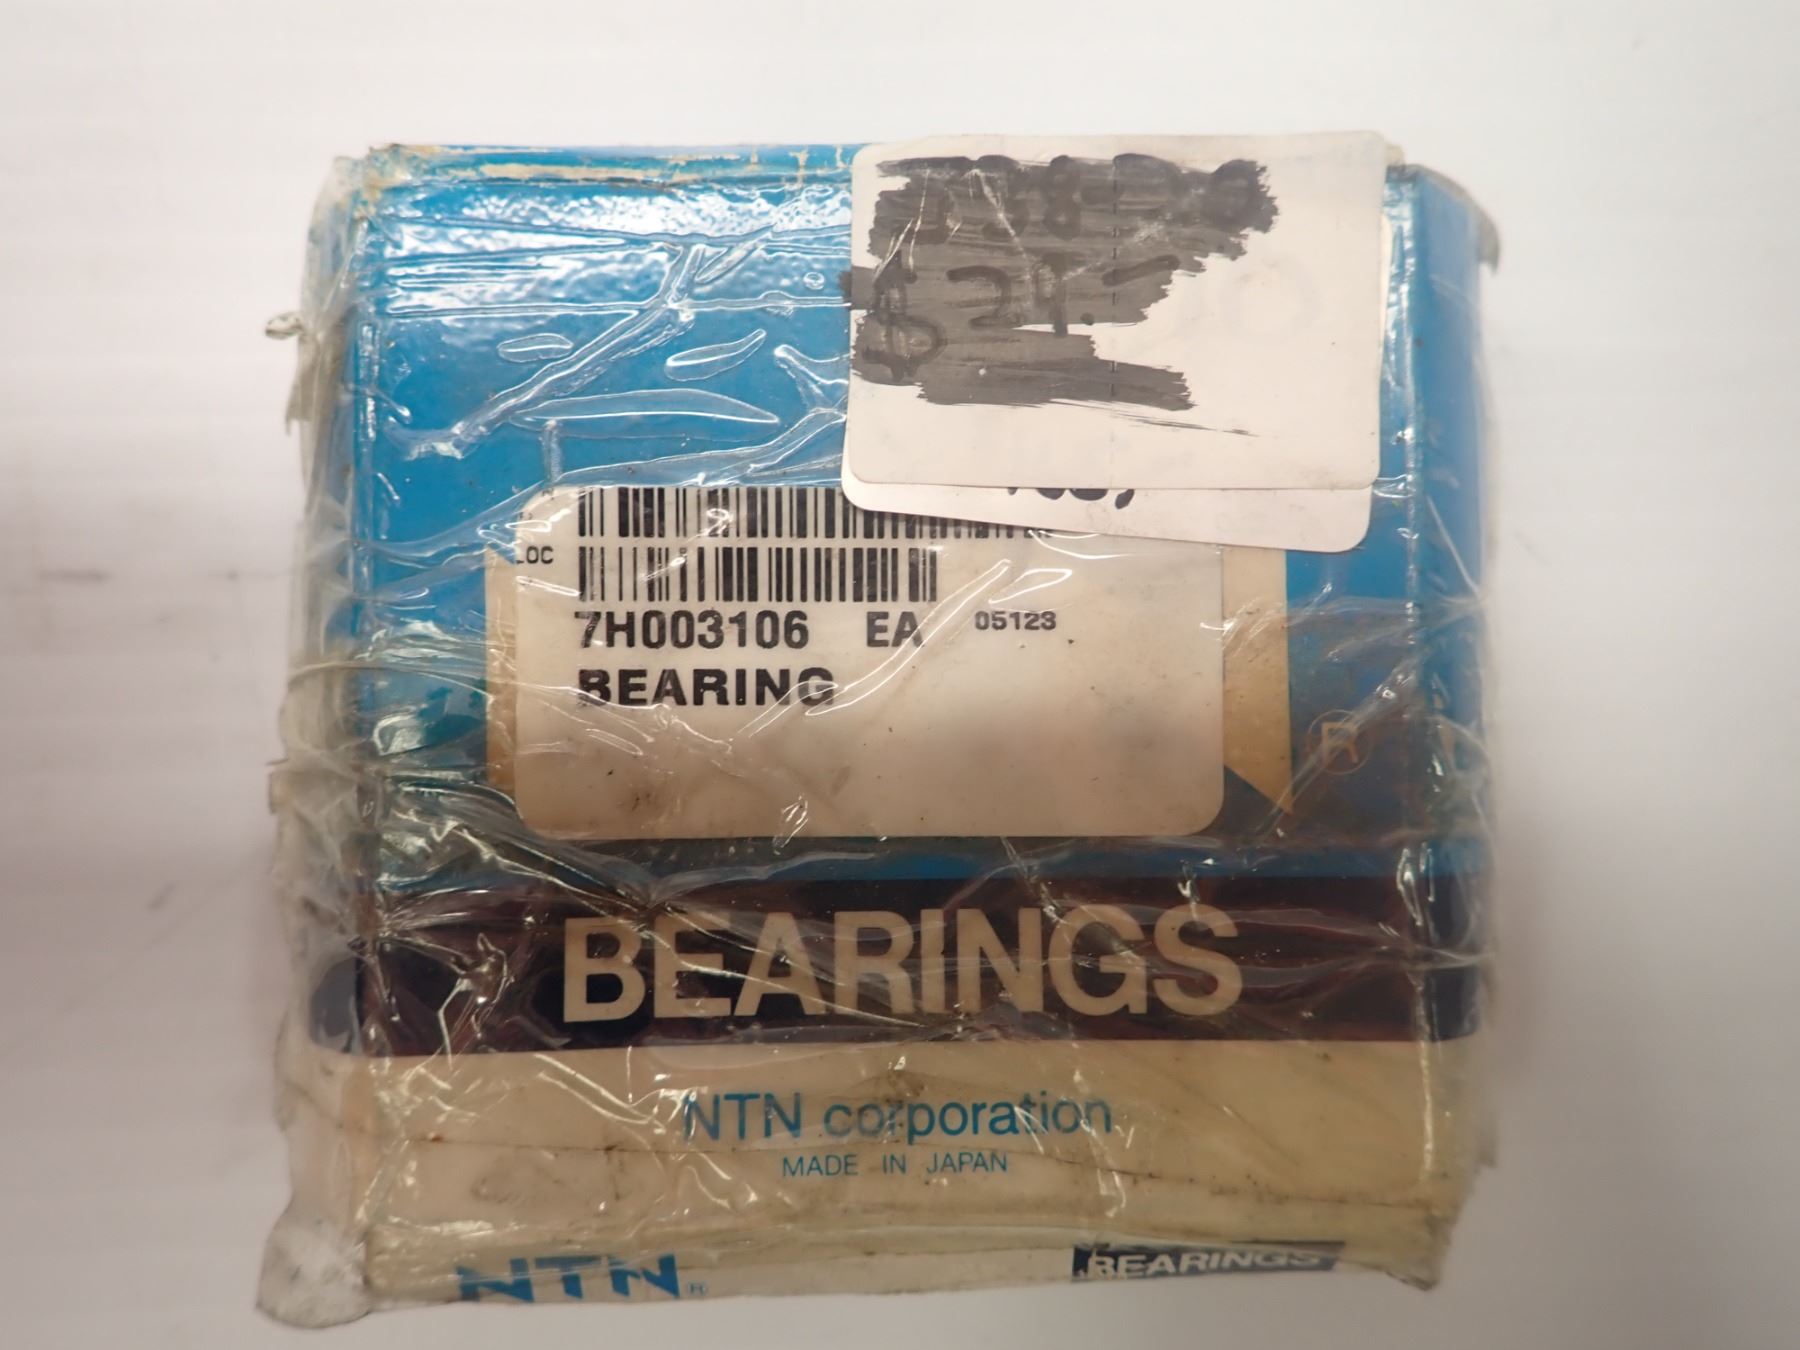 LOC
7H003106 EA 05123
BEARING
R
BEARINGS
NTN corporation
MADE IN JAPAN
NTN ® BEARINGS